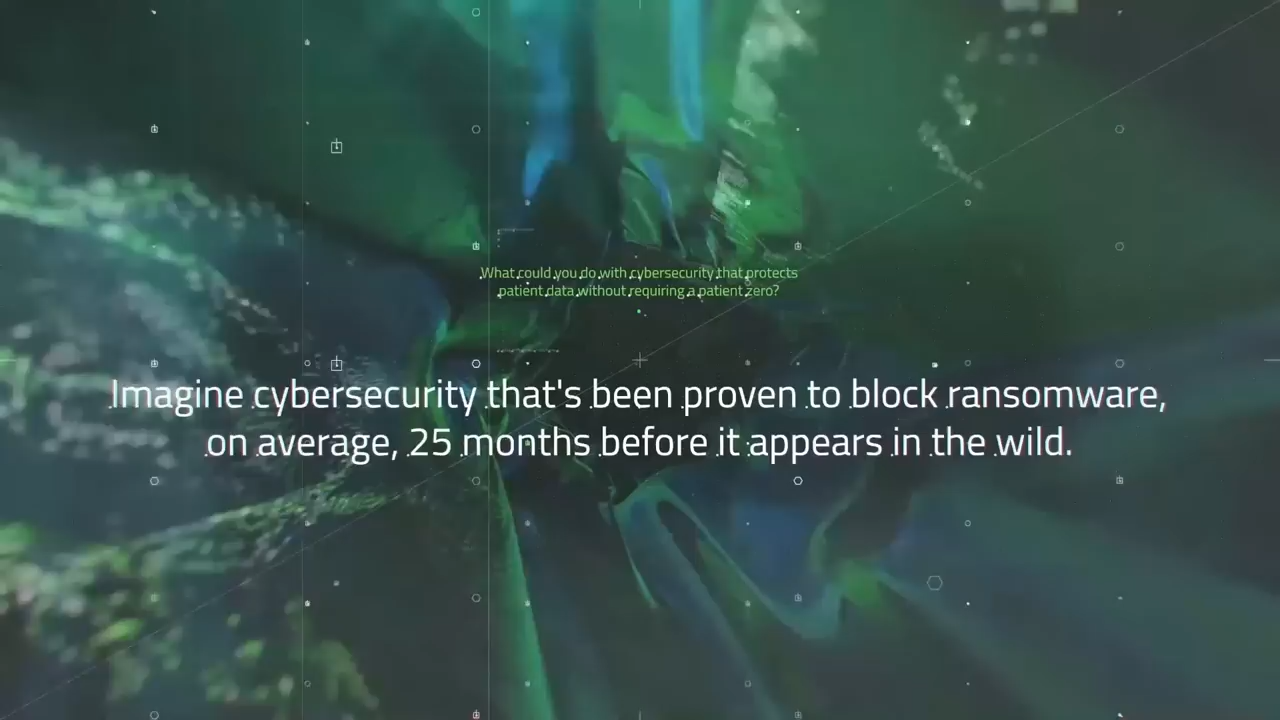 What could you do with cybersecurity that protects
patient data without requiring a patient zero?
Imagine cybersecurity that's been proven to block ransomware,
on average, 25 months before it appears in the wild.